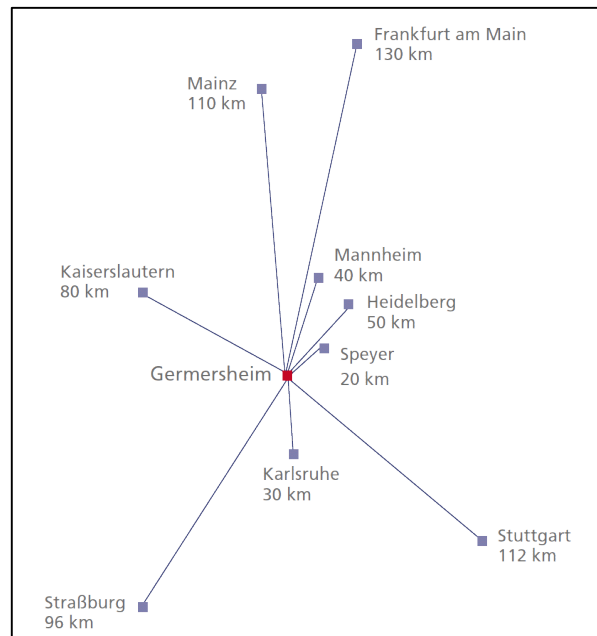 Frankfurt am Main
130 km
Mainz
110 km
Mannheim
40 km
Kaiserslautern
80 km
Heidelberg
50 km
Speyer
20 km
Germersheim
Karlsruhe
30 km
Stuttgart
112 km
Straßburg
96 km